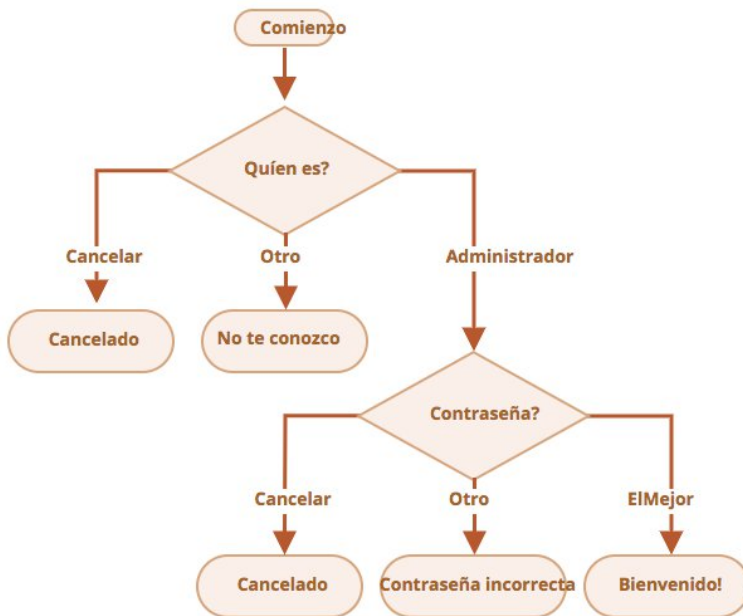 Comienzo
Quíen es?
Cancelar
Otro
Administrador
Cancelado
No te conozco
Contraseña?
Cancelar
Otro
ElMejor
Cancelado
Contraseña incorrecta
Bienvenido!